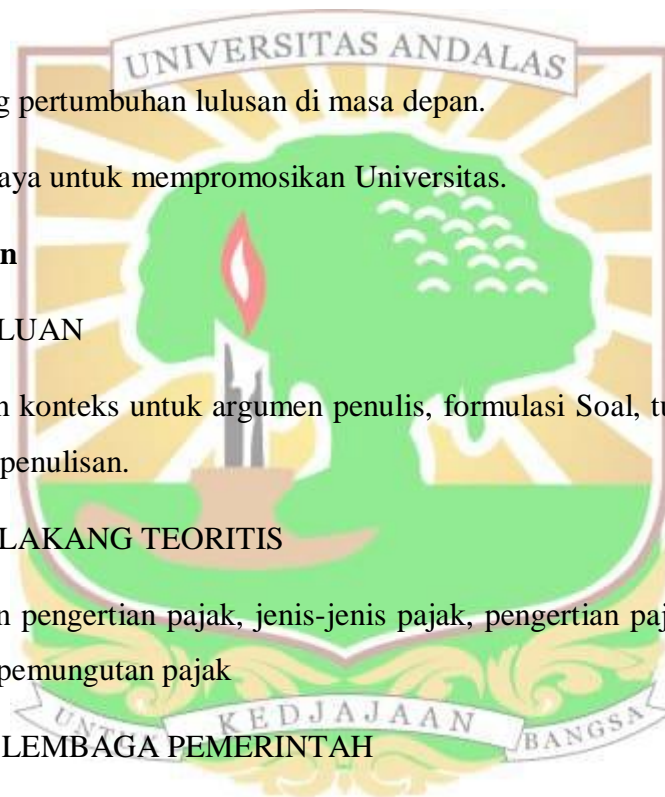 UNIVERSITAS ANDALAS
g pertumbuhan lulusan di masa depan.
aya untuk mempromosikan Universitas.
n
LUAN
n konteks untuk argumen penulis, formulasi Soal, tu
penulisan.
LAKANG TEORITIS
n pengertian pajak, jenis-jenis pajak, pengertian paj
pemungutan pajak
UNTUK KEDJAJAAN BANGSA
LEMBAGA PEMERINTAH